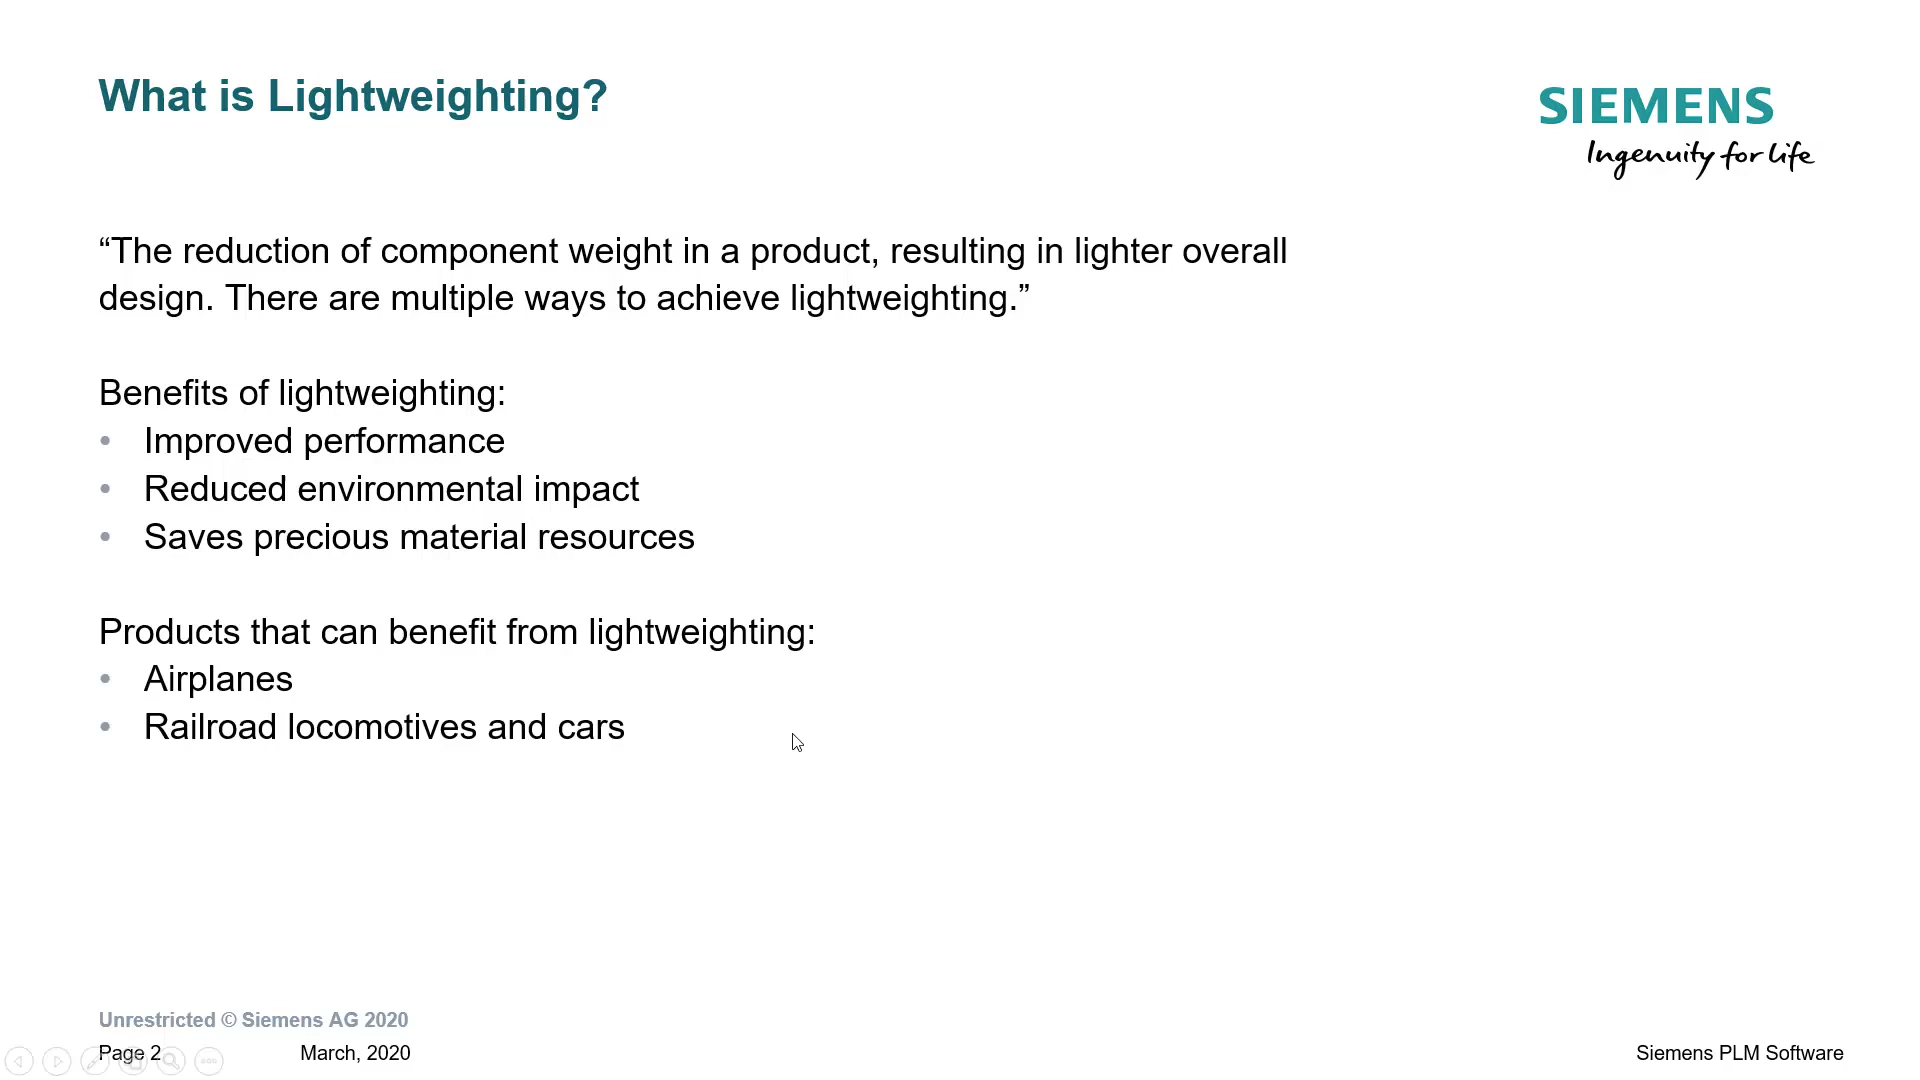 What is Lightweighting?
SIEMENS
Ingenuity for life
“The reduction of component weight in a product, resulting in lighter overall
design. There are multiple ways to achieve lightweighting.”
Benefits of lightweighting:
• Improved performance
• Reduced environmental impact
• Saves precious material resources
Products that can benefit from lightweighting:
• Airplanes
• Railroad locomotives and cars
Unrestricted © Siemens AG 2020
Page 2 March, 2020 Siemens PLM Software